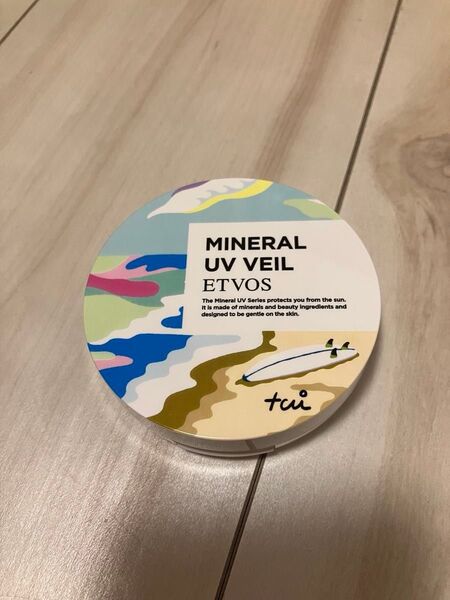 MINERAL
UV VEIL
ETVOS
The Mineral UV Series protects you from the sun.
It is made of minerals and beauty ingredients and
designed to be gentle on the skin.